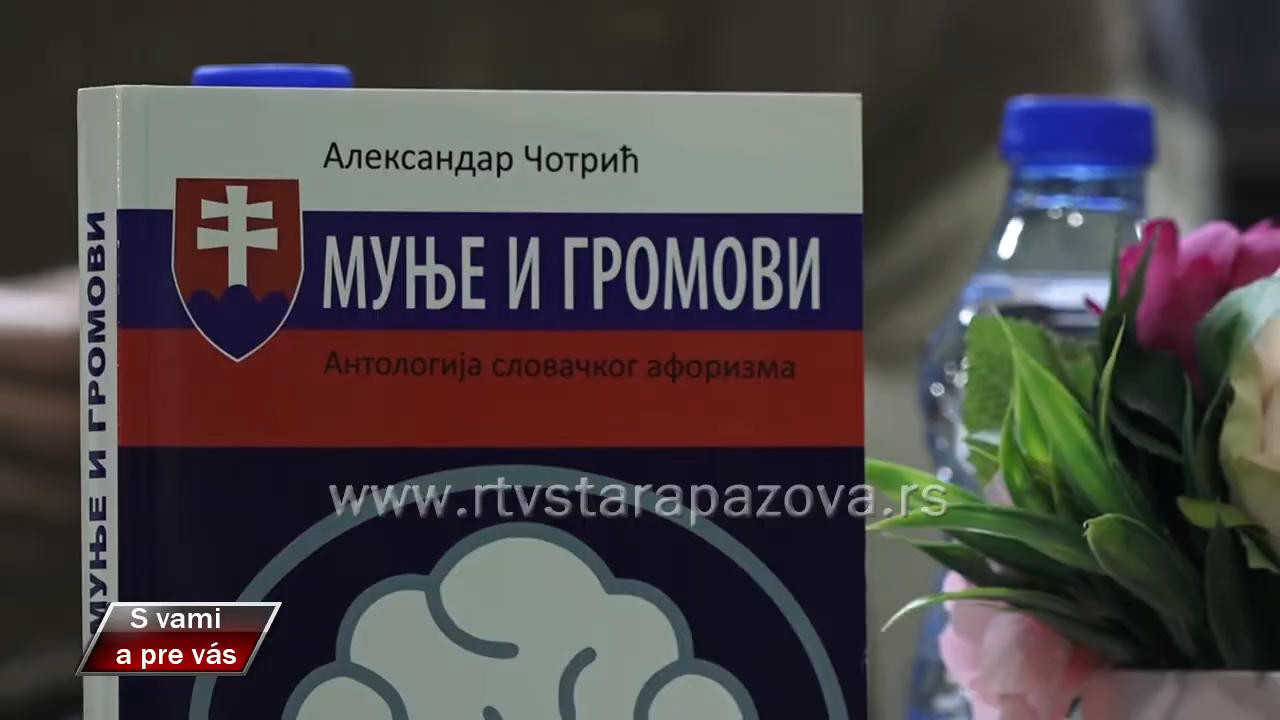 Александар Чотрић
МУЊЕ И ГРОМОВИ
Антологија словачког афоризма
МУЊЕ И ГРОМОВИ
www.rtvstarapazova.rs
S vami
a pre vás